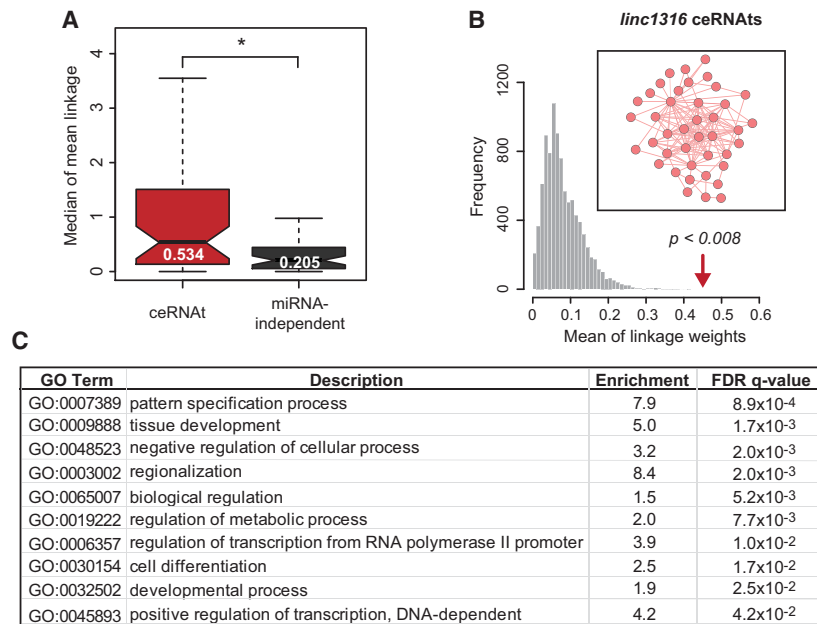 A
*
Median of mean linkage
4
3
2
1
0
0.534
0.205
ceRNAt
miRNA-
independent
B
linc1316 ceRNAts
Frequency
1200
800
400
0
p < 0.008
0 0.1 0.2 0.3 0.4 0.5 0.6
Mean of linkage weights
C
GO Term Description Enrichment FDR q-value
GO:0007389 pattern specification process 7.9 8.9x10-4
GO:0009888 tissue development 5.0 1.7x10-3
GO:0048523 negative regulation of cellular process 3.2 2.0x10-3
GO:0003002 regionalization 8.4 2.0x10-3
GO:0065007 biological regulation 1.5 5.2x10-3
GO:0019222 regulation of metabolic process 2.0 7.7x10-3
GO:0006357 regulation of transcription from RNA polymerase II promoter 3.9 1.0x10-2
GO:0030154 cell differentiation 2.5 1.7x10-2
GO:0032502 developmental process 1.9 2.5x10-2
GO:0045893 positive regulation of transcription, DNA-dependent 4.2 4.2x10-2